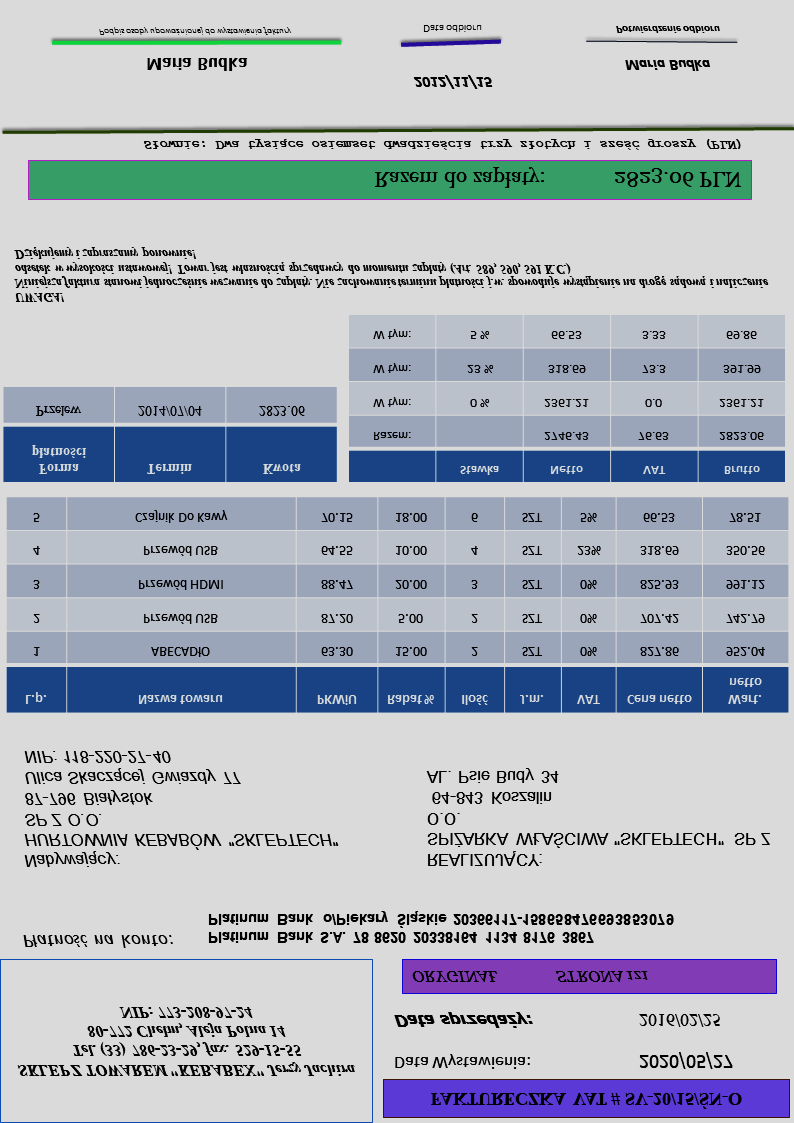 FAKTURECZKA VAT # SV-20/15/ŚN-O
Data Wystawienia: 2020/05/27
Data sprzedaży: 2016/02/25
ORYGINAŁ STRONA 1z1
SKLEP Z TOWAREM "KEBABEX" Jerzy Jachira
Tel. (33) 786-23-29, fax. 529-15-55
80-772 Chełm, Aleja Polna 14
NIP: 773-208-97-24
Płatność na konto:
Platinum Bank S.A. 78 8620 20338164 1134 8176 3867
Platinum Bank o/Piekary Śląskie 20366117-158658476693853079
Nabywający:
HURTOWNIA KEBABÓW "SKLEPTECH"
SP Z O.O.
87-796 Białystok
Ulica Skaczącej Gwiazdy 77
NIP: 118-220-27-40
REALIZUJĄCY:
SPIŻARKA WŁAŚCIWA "SKLEPTECH" SP Z
O.O.
64-843 Koszalin
AL. Psie Budy 34
L.p. Nazwa towaru PKWiU Rabat % Ilość J.m. VAT Cena netto Wart. netto
1 ABECADłO 63.30 15.00 2 SZT 0% 827.86 952.04
2 Przewód USB 87.20 5.00 2 SZT 0% 707.42 742.79
3 Przewód HDMI 88.47 20.00 3 SZT 0% 825.93 991.12
4 Przewód USB 64.55 10.00 4 SZT 23% 318.69 350.56
5 Czajnik Do Kawy 70.15 18.00 6 SZT 5% 66.53 78.51
Forma płatności Termin Kwota
Przelew 2014/07/04 2823.06
Stawka Netto VAT Brutto
Razem: 2746.43 76.63 2823.06
W tym: 0 % 2361.21 0.0 2361.21
W tym: 23 % 318.69 73.3 391.99
W tym: 5 % 66.53 3.33 69.86
UWAGA!
Niniejsza faktura stanowi jednocześnie wezwanie do zapłaty. Nie zachowanie terminu płatności j.w. spowoduje wystąpienie na drogę sądową i naliczenie
odsetek w wysokości ustawowej! Towar jest własnością sprzedawcy do momentu zapłaty (Art. 589, 590, 591 K.C.)
Dziękujemy i zapraszamy ponownie!
Razem do zapłaty: 2823.06 PLN
Słownie: Dwa tysiące osiemset dwadzieścia trzy złotych i sześć groszy (PLN)
Maria Budka
Podpis osoby upoważnionej do wystawienia faktury
2012/11/15
Data odbioru
Maria Budka
Potwierdzenie odbioru